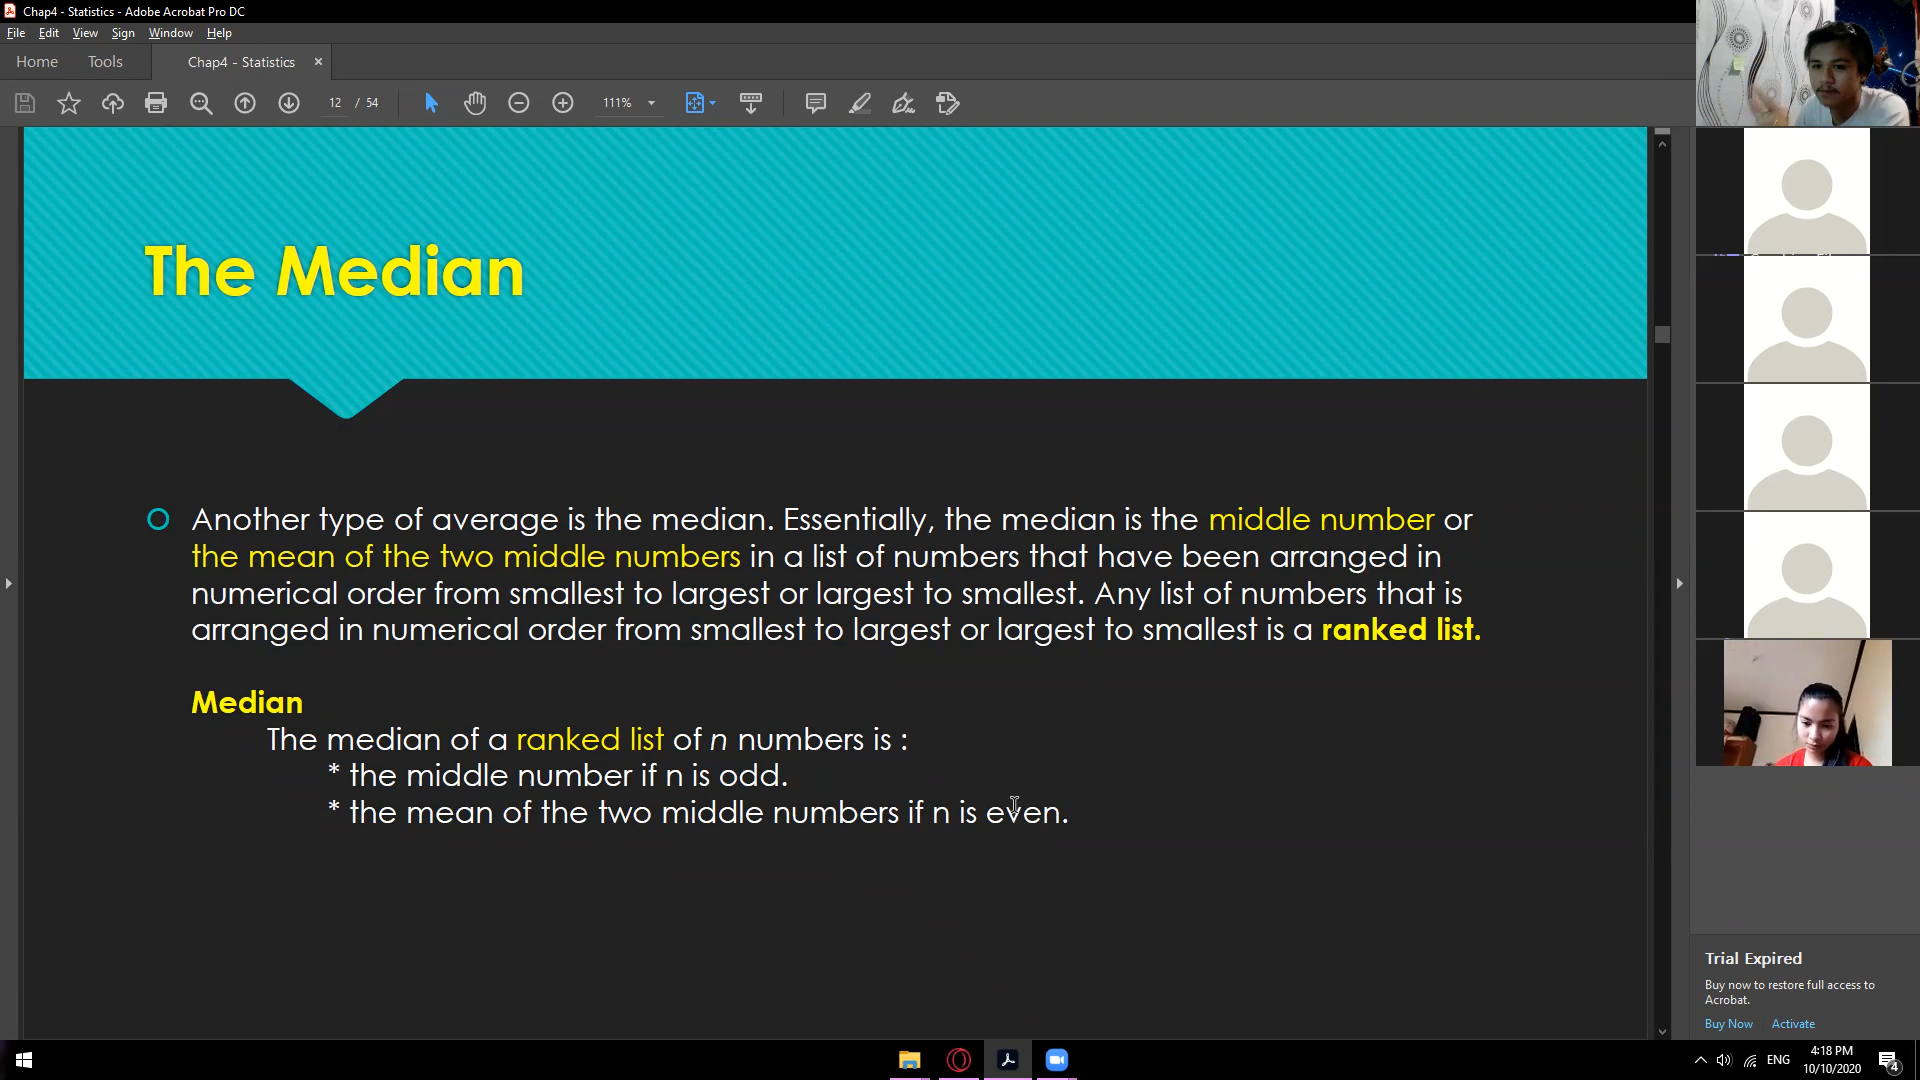 Chap4 - Statistics - Adobe Acrobat Pro DC
File Edit View Sign Window Help
Home Tools Chap4 - Statistics ×
12 / 54 111%
The Median
Another type of average is the median. Essentially, the median is the middle number or
the mean of the two middle numbers in a list of numbers that have been arranged in
numerical order from smallest to largest or largest to smallest. Any list of numbers that is
arranged in numerical order from smallest to largest or largest to smallest is a ranked list.
Median
The median of a ranked list of n numbers is :
* the middle number if n is odd.
* the mean of the two middle numbers if n is even.
Trial Expired
Buy now to restore full access to
Acrobat.
Buy Now Activate
ENG 4:18 PM
10/10/2020 4